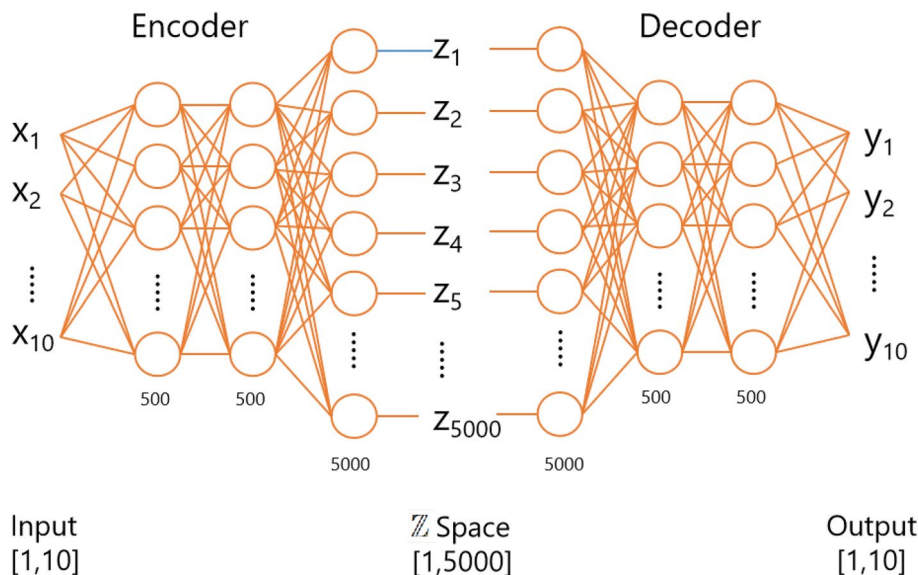 Encoder
Decoder
x1
x2
x10
500
500
5000
z1
z2
z3
z4
z5
z5000
5000
500
500
y1
y2
y10
Input
[1,10]
ℤ Space
[1,5000]
Output
[1,10]